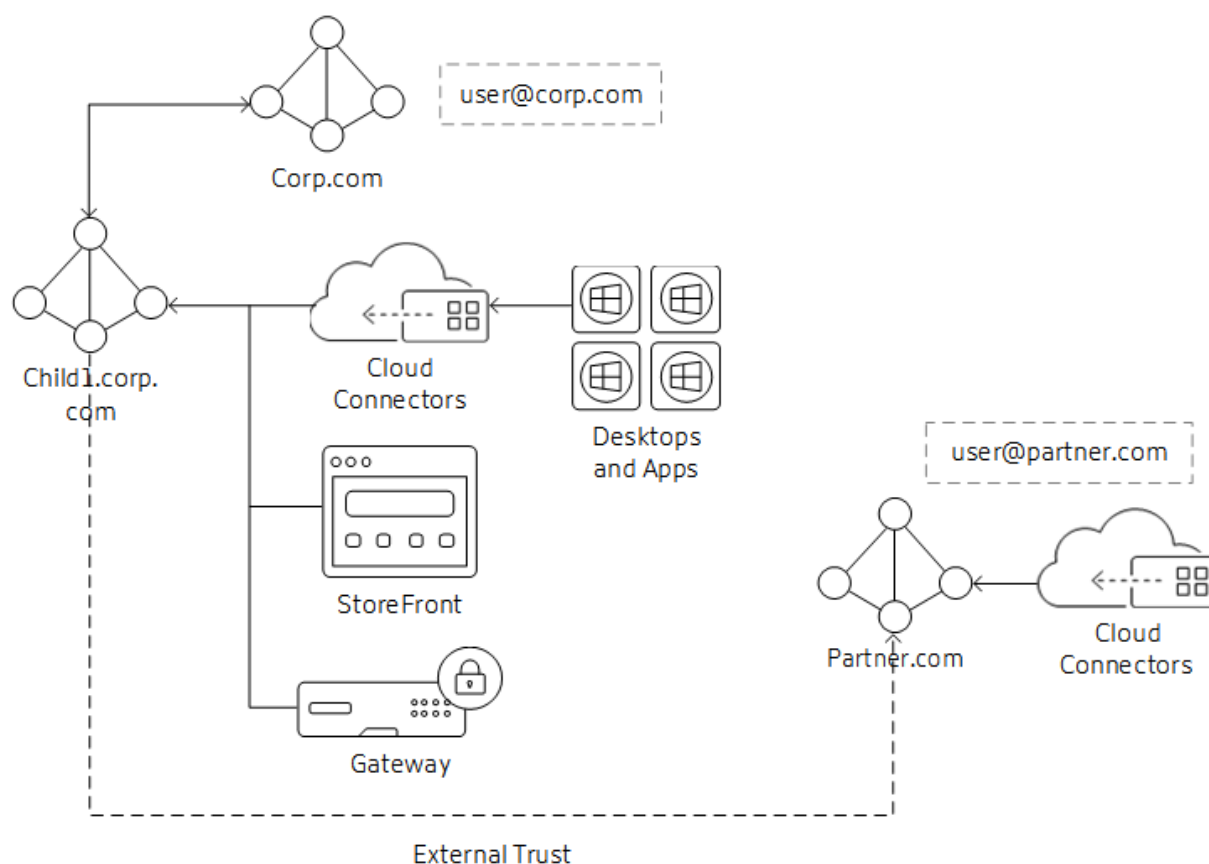 user@corp.com
Corp.com
Child1.corp.
com
Cloud
Connectors
Desktops
and Apps
user@partner.com
StoreFront
Partner.com
Cloud
Connectors
Gateway
External Trust